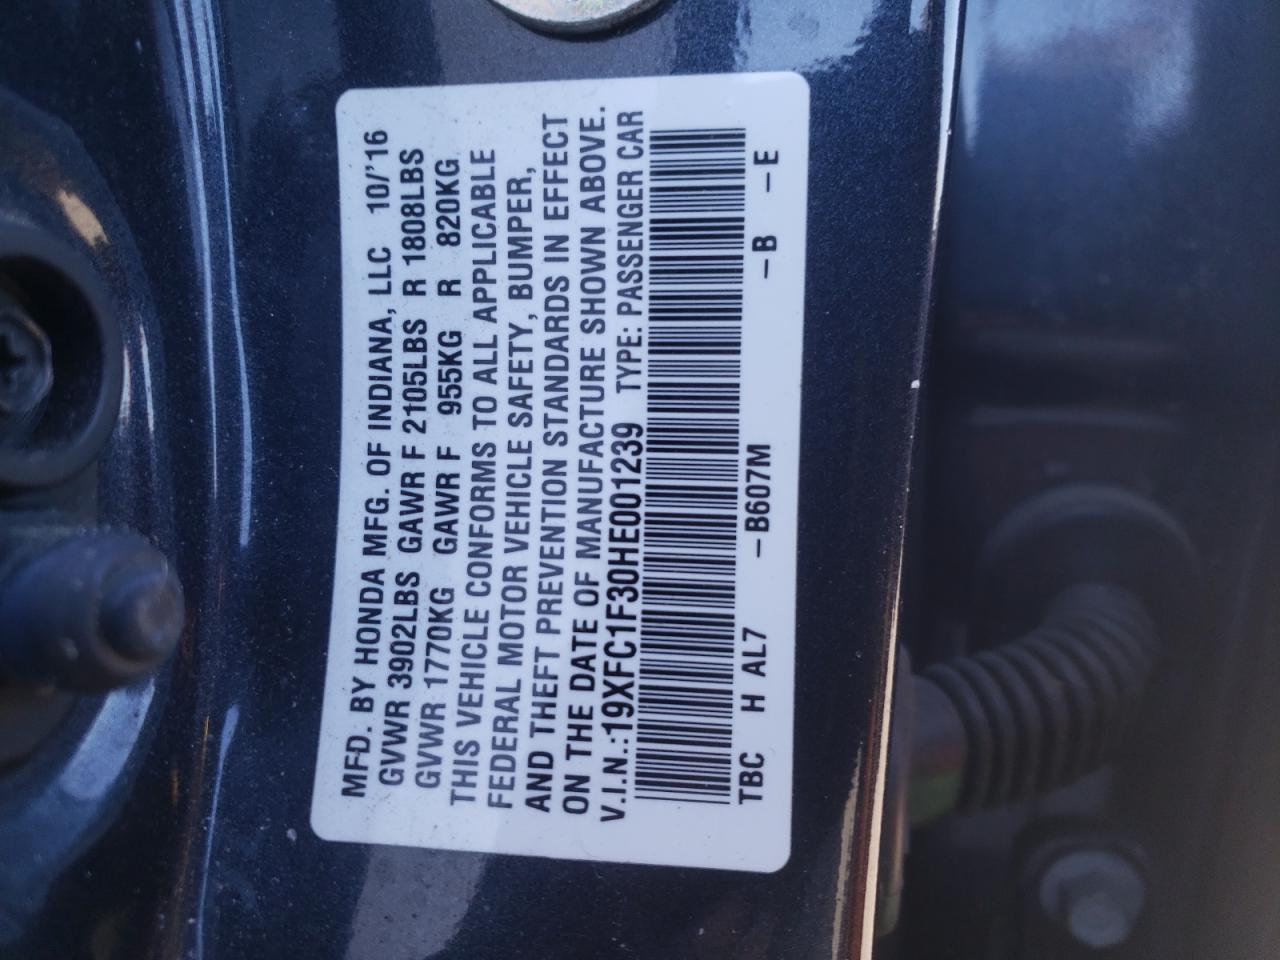 MFD. BY HONDA MFG. OF INDIANA, LLC 10/'16
GVWR 3902LBS GAWR F 2105LBS R 1808LBS
GVWR 1770KG GAWR F 955KG R 820KG
THIS VEHICLE CONFORMS TO ALL APPLICABLE
FEDERAL MOTOR VEHICLE SAFETY, BUMPER,
AND THEFT PREVENTION STANDARDS IN EFFECT
ON THE DATE OF MANUFACTURE SHOWN ABOVE.
V.I.N.:19XFC1F30HE001239 TYPE: PASSENGER CAR
TBC H AL7 –B607M –B –E